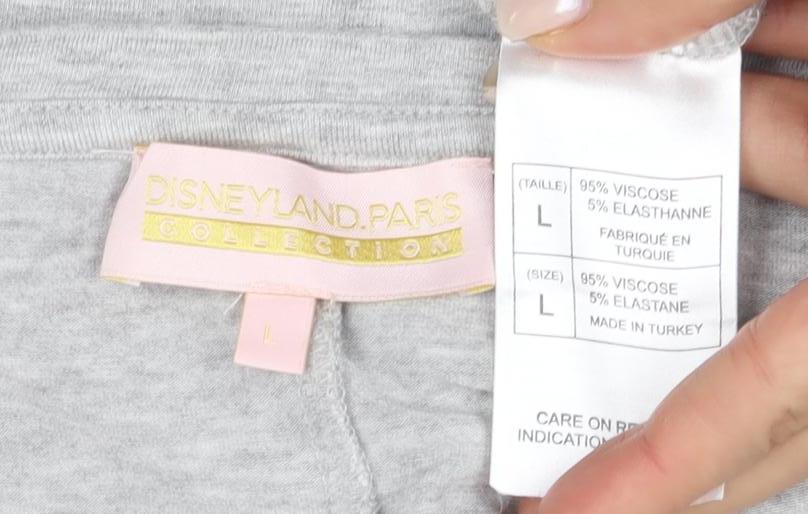 DISNEYLAND.PARIS
COLLECTION
L
(TAILLE)
L
95% VISCOSE
5% ELASTHANNE
FABRIQUÉ EN
TURQUIE
(SIZE)
L
95% VISCOSE
5% ELASTANE
MADE IN TURKEY
CARE ON